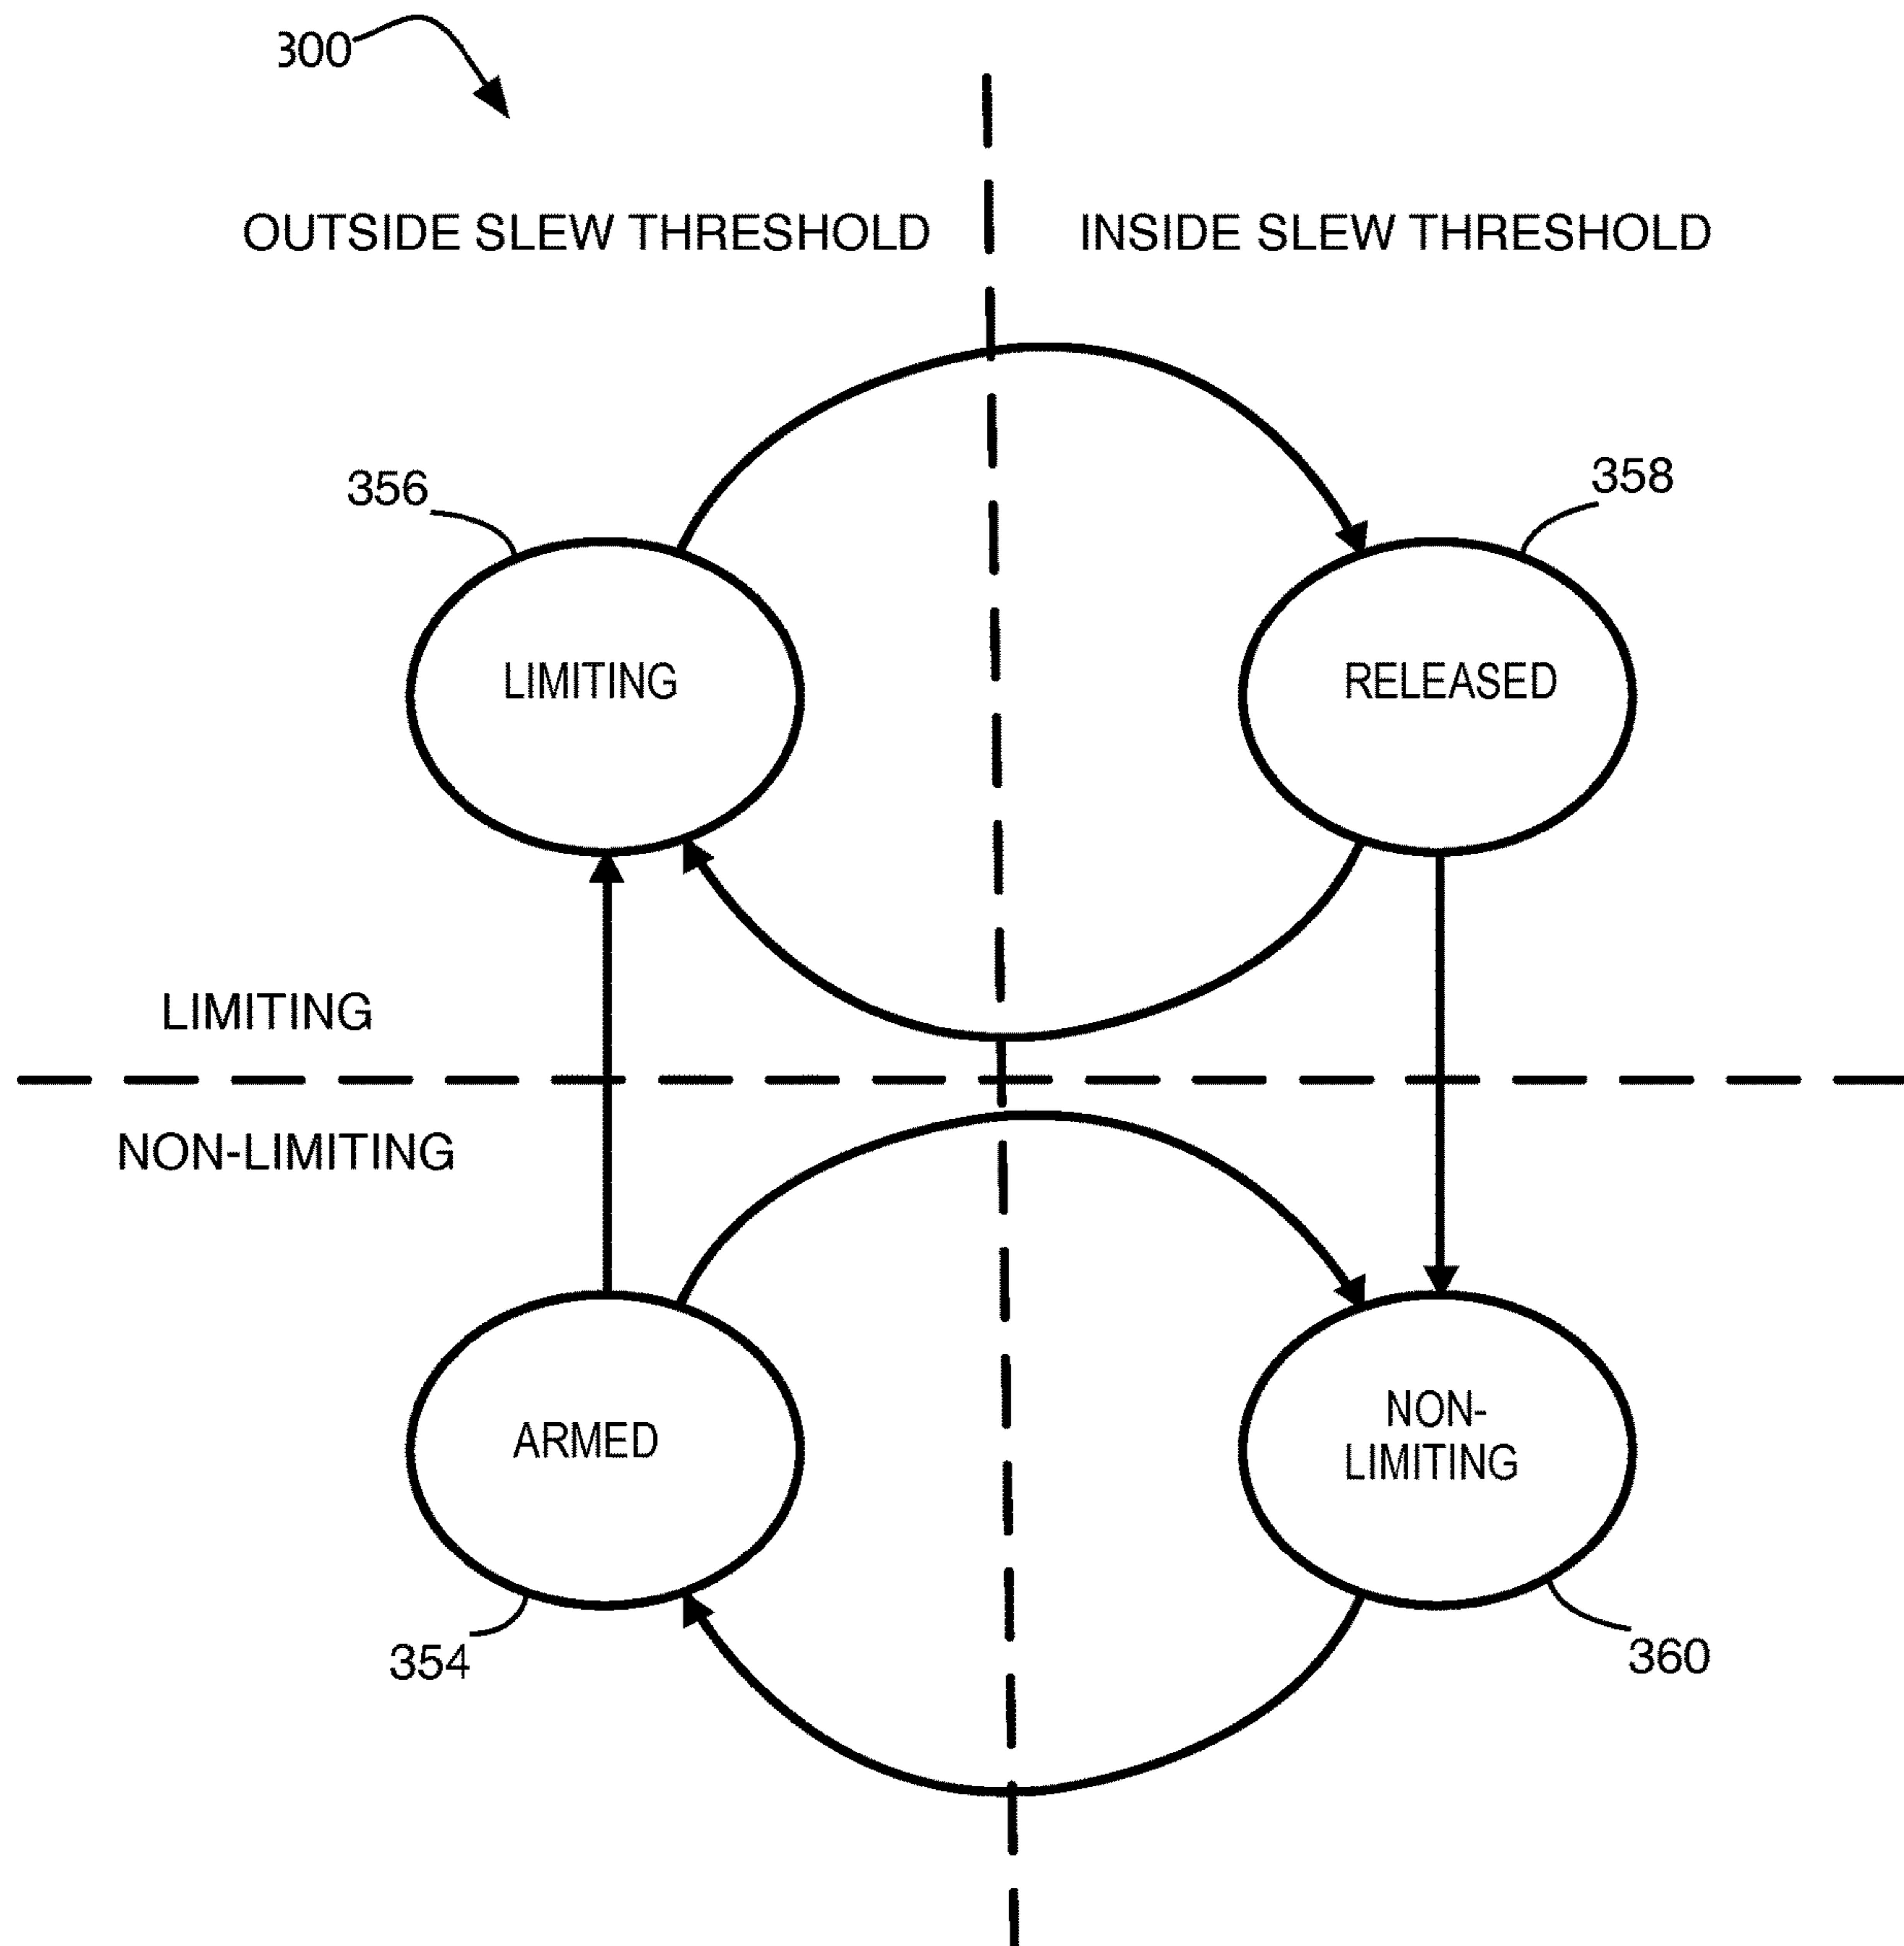 300
OUTSIDE SLEW THRESHOLD
INSIDE SLEW THRESHOLD
356
358
LIMITING
RELEASED
LIMITING
NON-LIMITING
ARMED
NON-
LIMITING
354
360